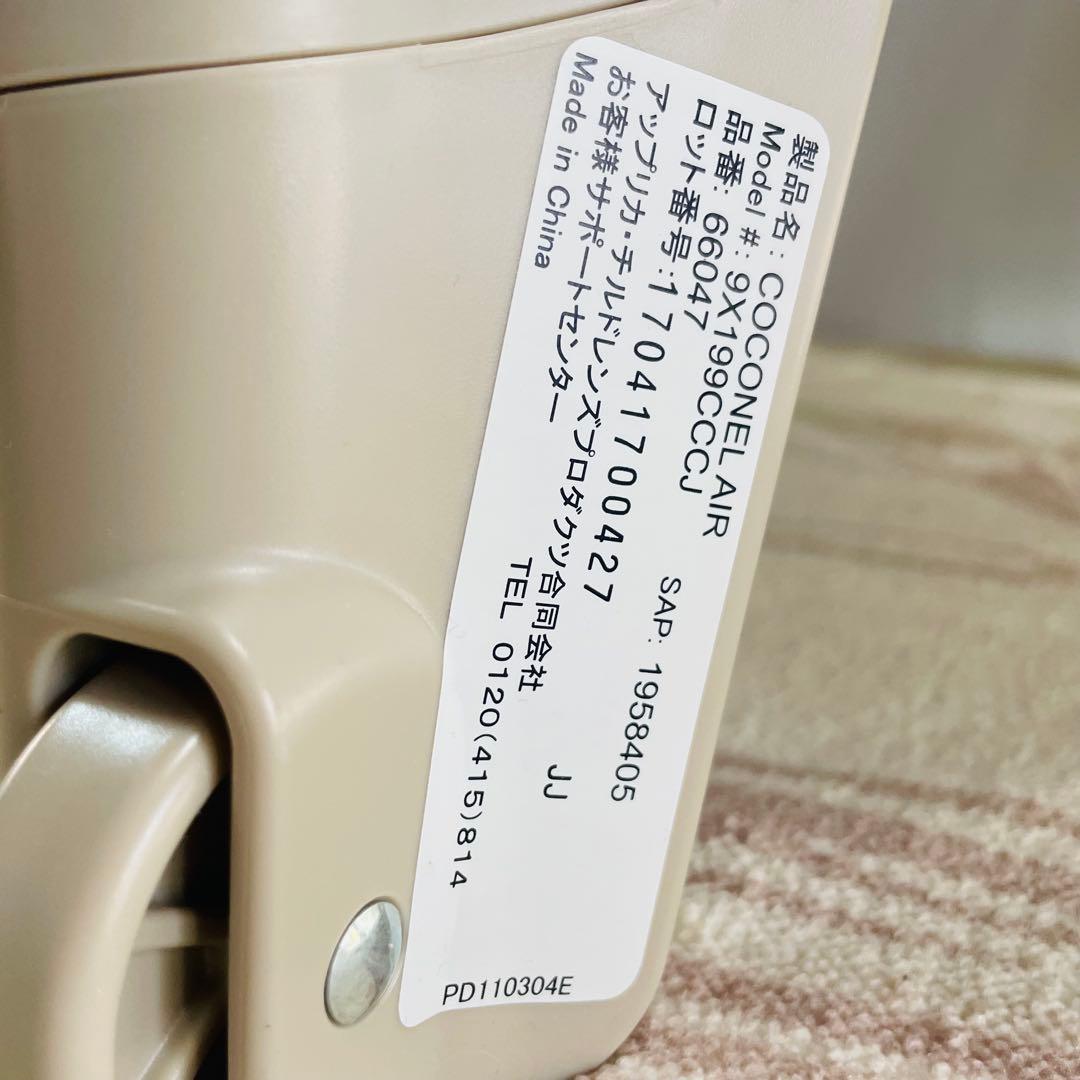 製品名: COCONEL AIR
Model #: 9X199CCCJ
品番: 66047 SAP: 1958405
ロット番号:170417​00427
アップリカ・チルドレンズプロダクツ合同会社 JJ
お客様サポートセンター TEL 0120(415)814
Made in China
PD110304E